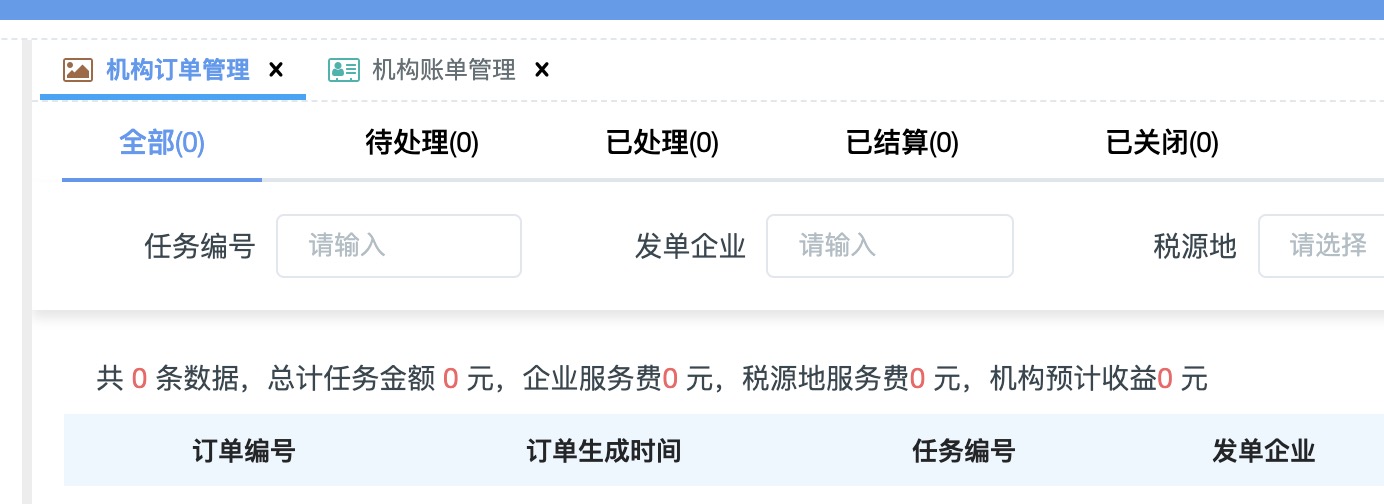 机构订单管理 × 机构账单管理 ×
全部(0) 待处理(0) 已处理(0) 已结算(0) 已关闭(0)
任务编号 请输入 发单企业 请输入 税源地 请选择
共 0 条数据，总计任务金额 0 元，企业服务费0 元，税源地服务费0 元，机构预计收益0 元
订单编号 订单生成时间 任务编号 发单企业